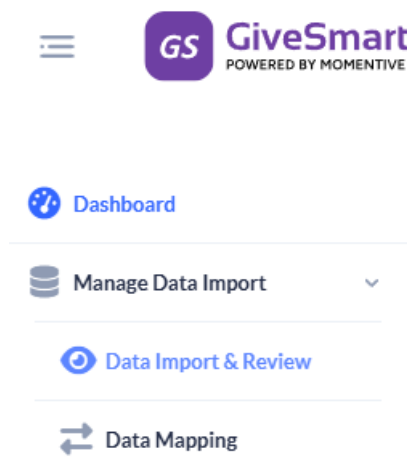 GS
GiveSmart
POWERED BY MOMENTIVE
Dashboard
Manage Data Import
Data Import & Review
Data Mapping